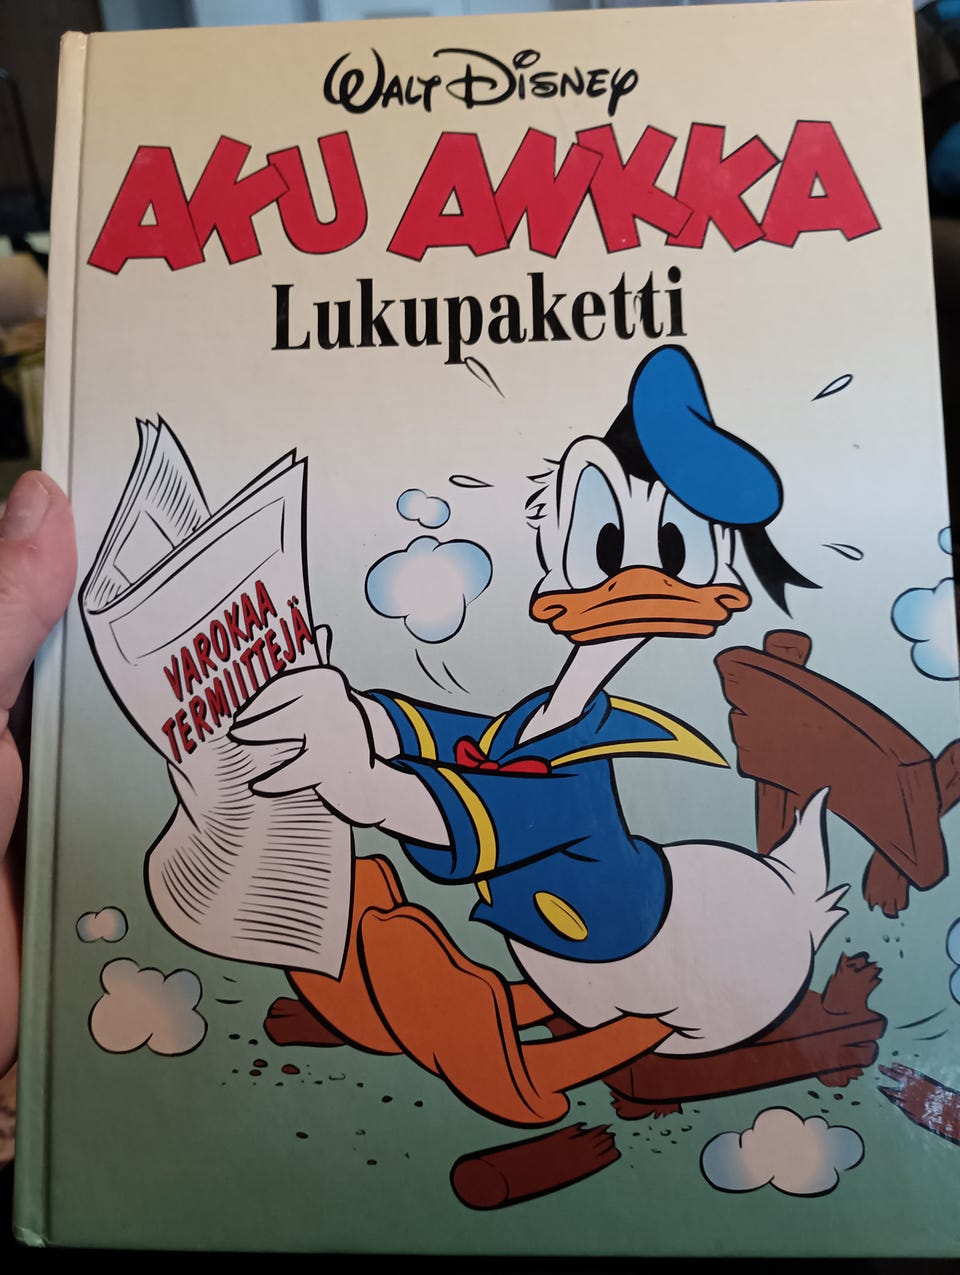 WALT DISNEY
AKU ANKKA
Lukupaketti
VAROKAA
TERMIITTEJÄ